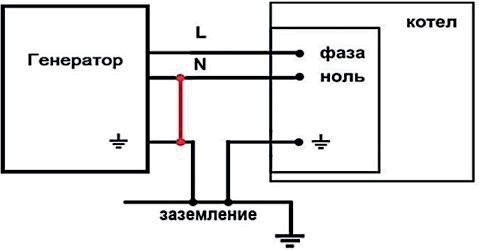 котел
L
фаза
Генератор
N
ноль
заземление